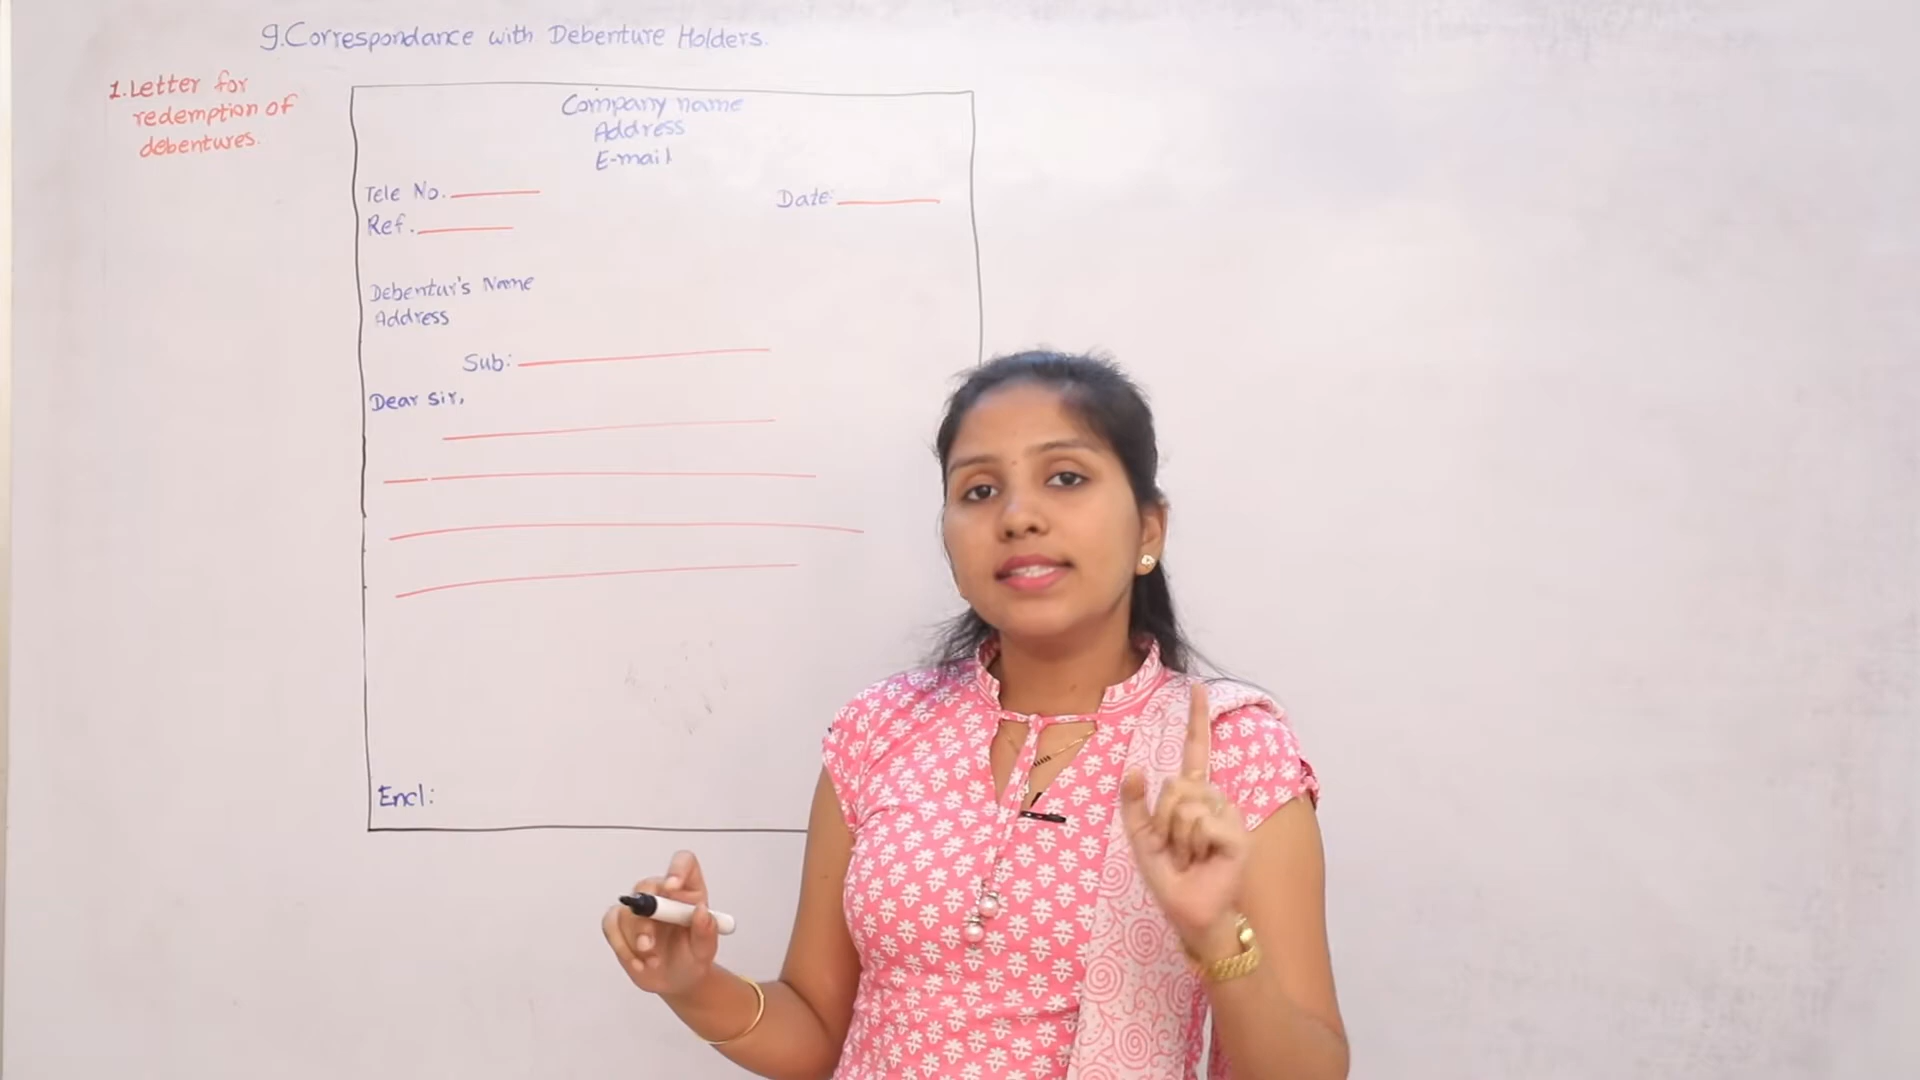 9.Correspondance with Debenture Holders.
1.Letter for
redemption of
debentures.
Company name
Address
E-mail
Tele No.
Date:
Ref.
Debentur's Name
Address
Sub:
Dear Sir,
Encl: